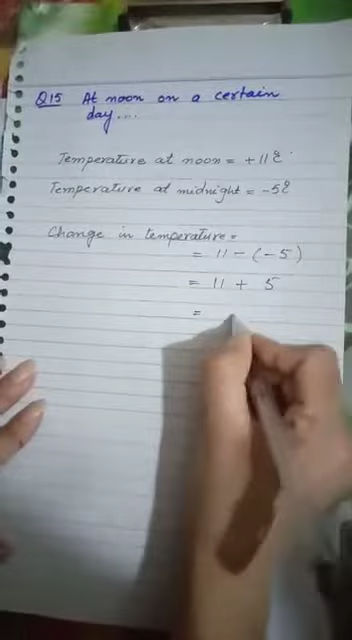 Q15 At noon on a certain
day....
Temperature at noon = +11°C
Temperature at midnight = -5°C
Change in temperature =
= 11 - (-5)
= 11 + 5
=